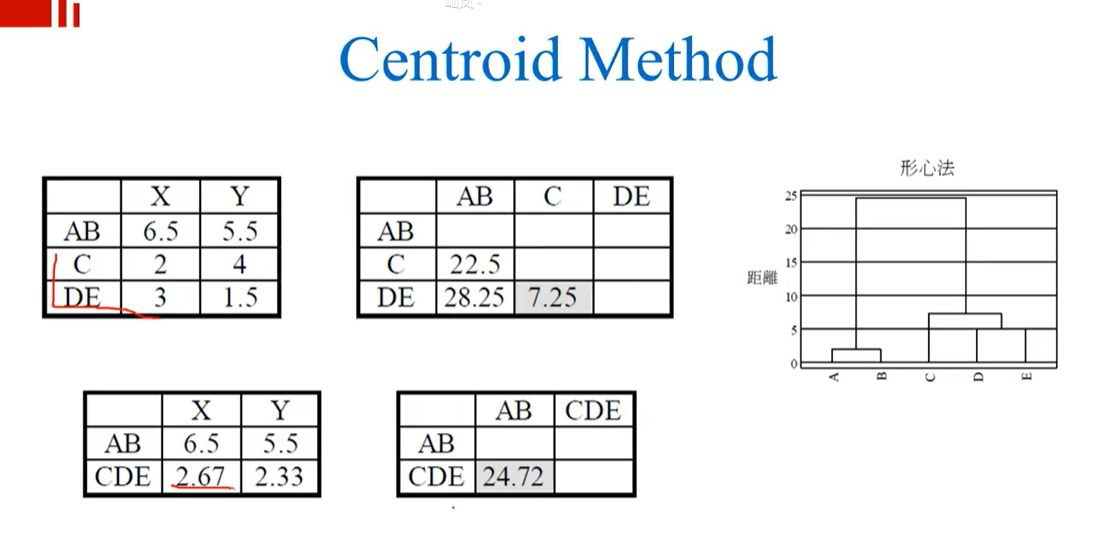 Centroid Method
X Y
AB 6.5 5.5
C 2 4
DE 3 1.5
AB C DE
AB
C 22.5
DE 28.25 7.25
形心法
25
20
15
10
5
0
距離
A B C D E
X Y
AB 6.5 5.5
CDE 2.67 2.33
AB CDE
AB
CDE 24.72